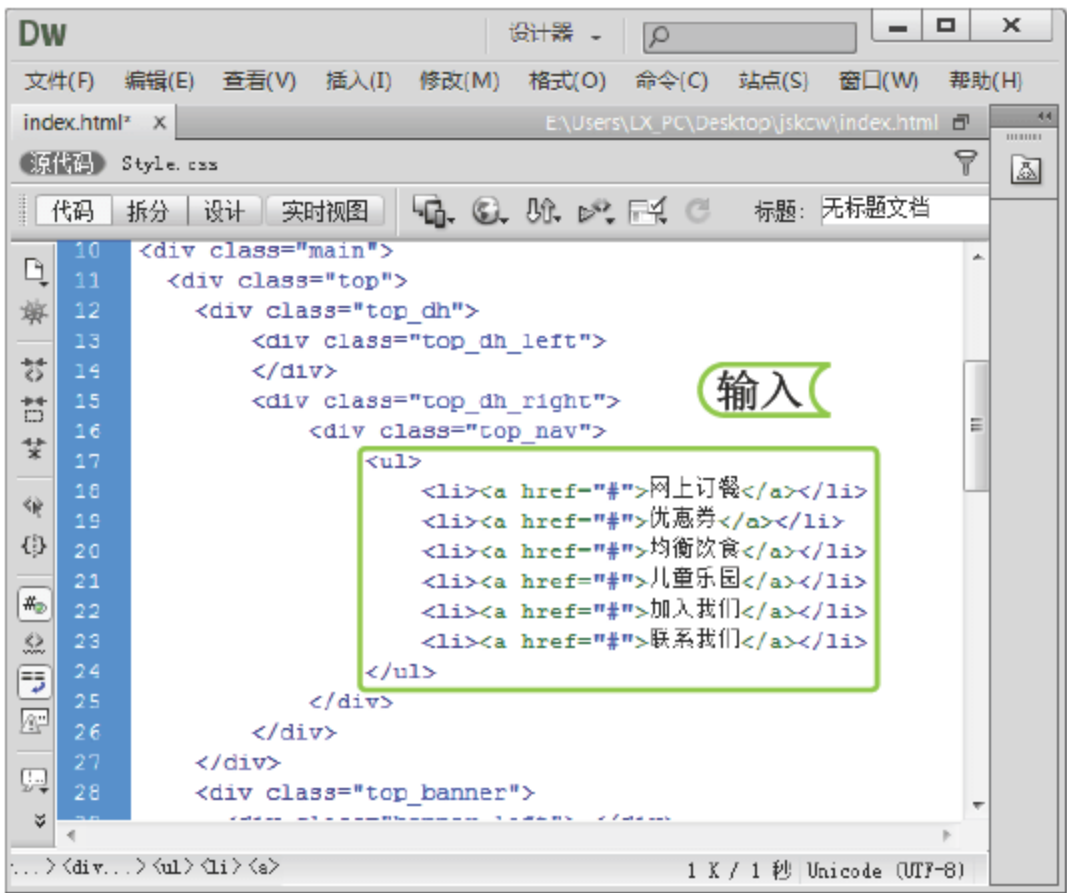 Dw 设计器
文件(F) 编辑(E) 查看(V) 插入(I) 修改(M) 格式(O) 命令(C) 站点(S) 窗口(W) 帮助(H)
index.html* × E:\Users\LX_PC\Desktop\jskcw\index.html
源代码 Style.css
代码 拆分 设计 实时视图 标题: 无标题文档
10 <div class="main">
11 <div class="top">
12 <div class="top_dh">
13 <div class="top_dh_left">
14 </div>
15 <div class="top_dh_right">
输入
16 <div class="top_nav">
17 <ul>
18 <li><a href="#">网上订餐</a></li>
19 <li><a href="#">优惠券</a></li>
20 <li><a href="#">均衡饮食</a></li>
21 <li><a href="#">儿童乐园</a></li>
22 <li><a href="#">加入我们</a></li>
23 <li><a href="#">联系我们</a></li>
24 </ul>
25 </div>
26 </div>
27 </div>
28 <div class="top_banner">
...><div...><ul><li><a> 1 K / 1 秒 Unicode (UTF-8)